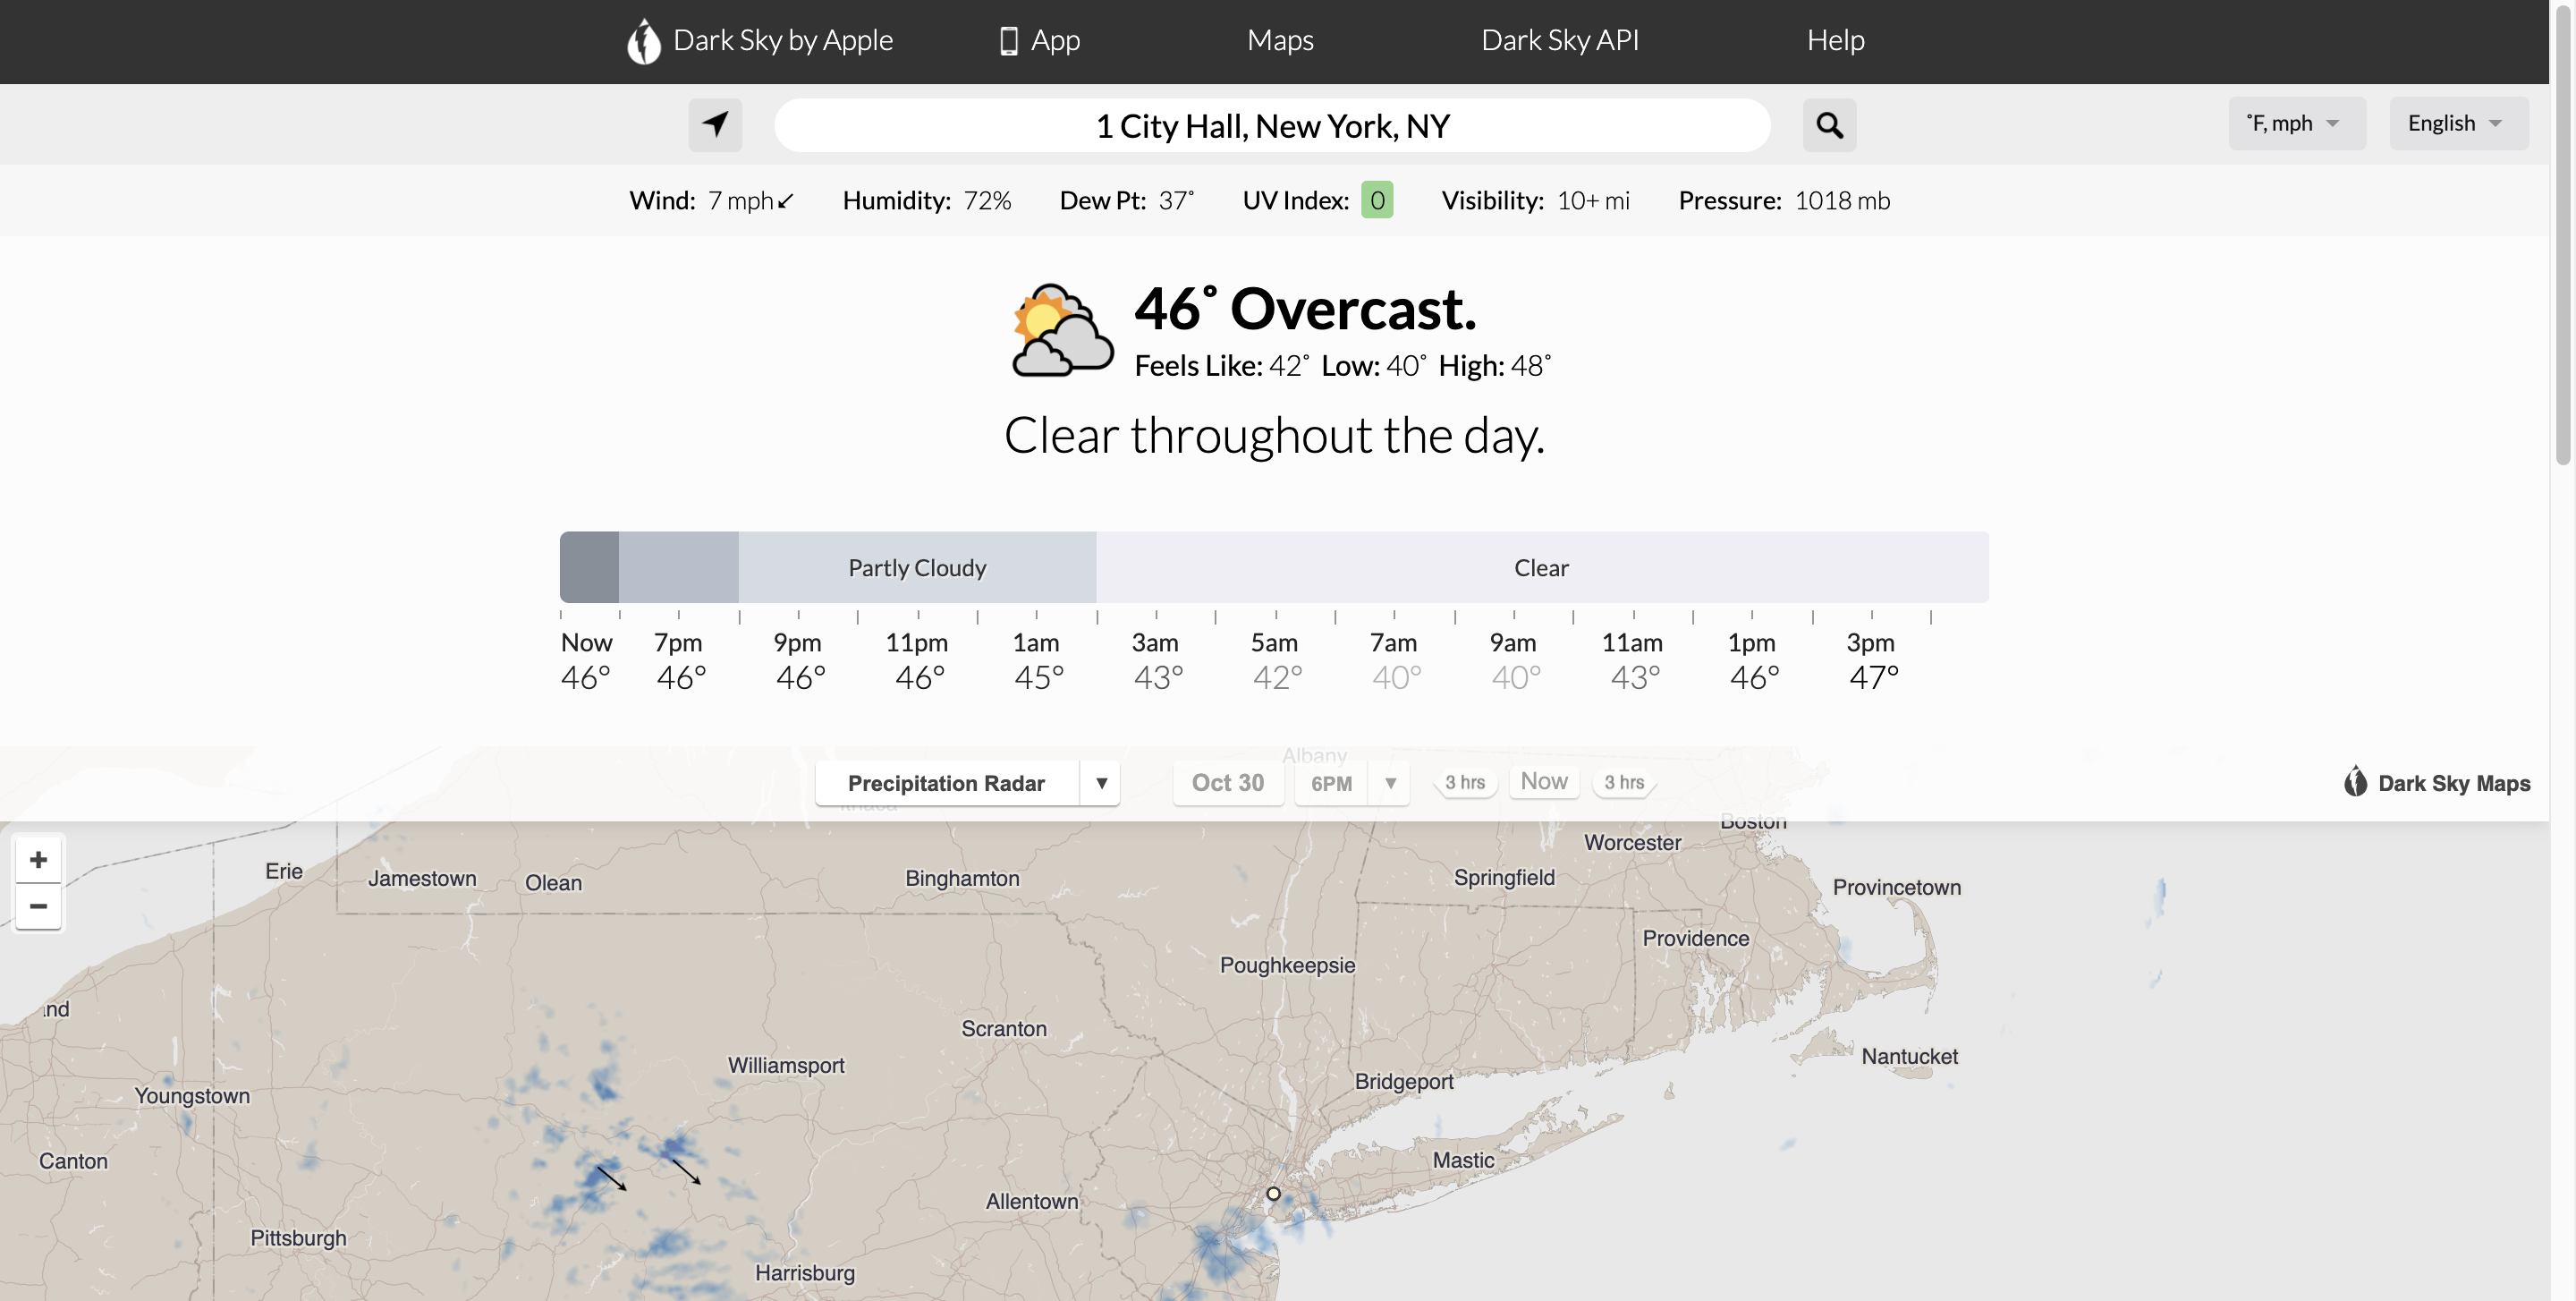 Dark Sky by Apple App Maps Dark Sky API Help
1 City Hall, New York, NY
˚F, mph
English
Wind: 7 mph Humidity: 72% Dew Pt: 37˚ UV Index: 0 Visibility: 10+ mi Pressure: 1018 mb
46˚ Overcast.
Feels Like: 42˚ Low: 40˚ High: 48˚
Clear throughout the day.
Partly Cloudy Clear
Now 7pm 9pm 11pm 1am 3am 5am 7am 9am 11am 1pm 3pm
46° 46° 46° 46° 45° 43° 42° 40° 40° 43° 46° 47°
Albany
Precipitation Radar Oct 30 6PM 3 hrs Now 3 hrs Dark Sky Maps
Ithaca
Boston
+
Worcester
Erie Jamestown Olean Binghamton Springfield Provincetown
−
Providence
Poughkeepsie
nd
Scranton
Williamsport
Nantucket
Youngstown
Bridgeport
Canton
Mastic
Allentown
Pittsburgh
Harrisburg